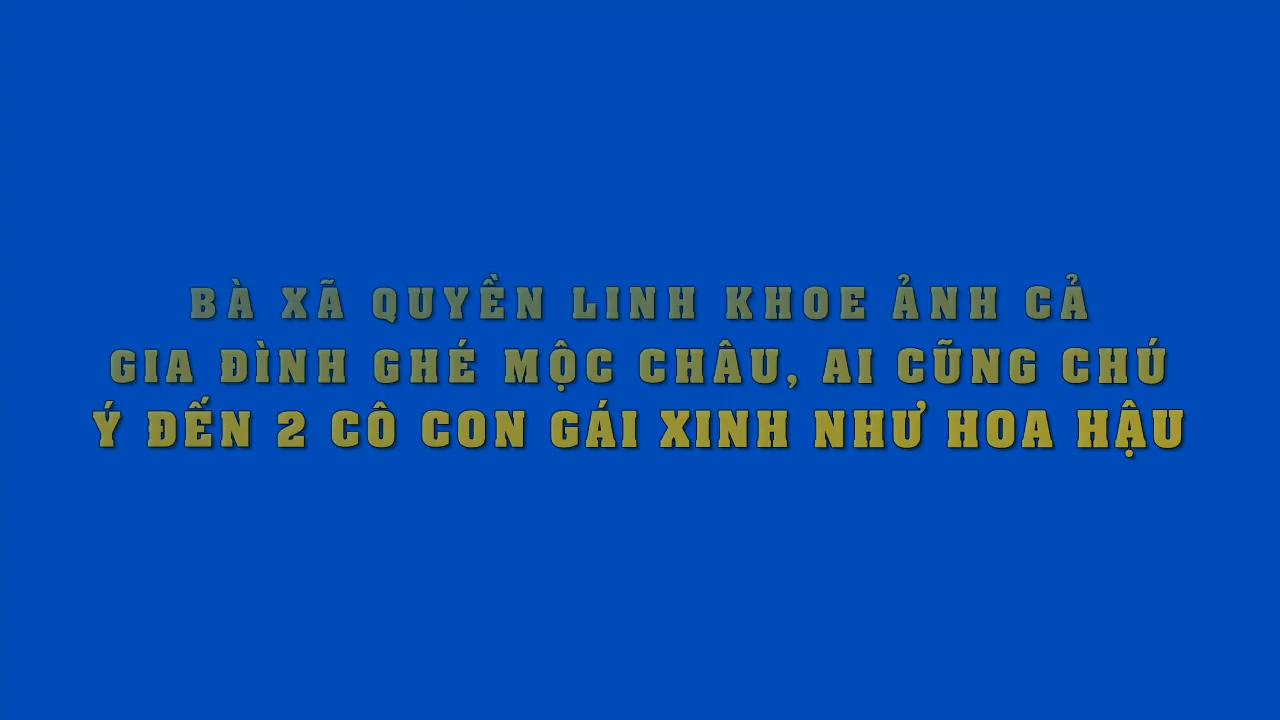 BÀ XÃ QUYỀN LINH KHOE ẢNH CẢ
GIA ĐÌNH GHÉ MỘC CHÂU, AI CŨNG CHÚ
Ý ĐẾN 2 CÔ CON GÁI XINH NHƯ HOA HẬU